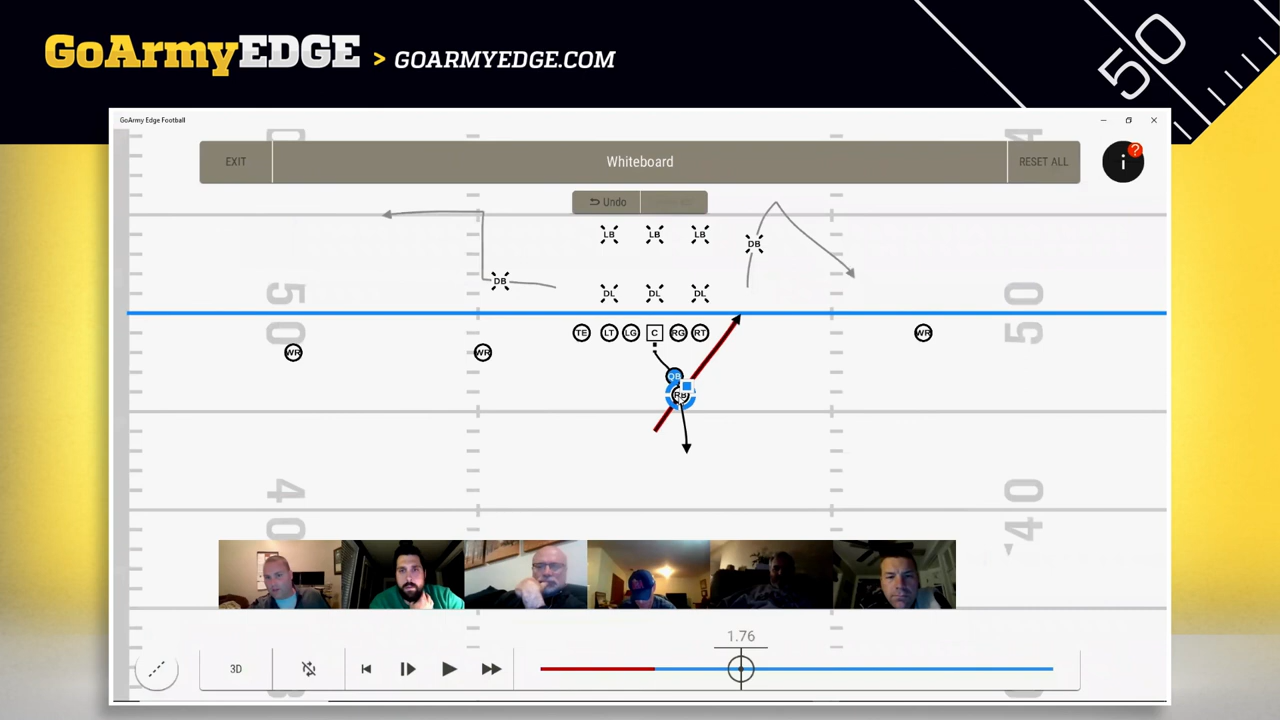 GoArmyEDGE > GOARMYEDGE.COM
50
GoArmy Edge Football
EXIT Whiteboard RESET ALL
i ?
Undo
LB LB LB DB
DB DL DL DL
50 50
TE LT LG C RG RT WR
WR WR
QB
RB
40 40
1.76
3D